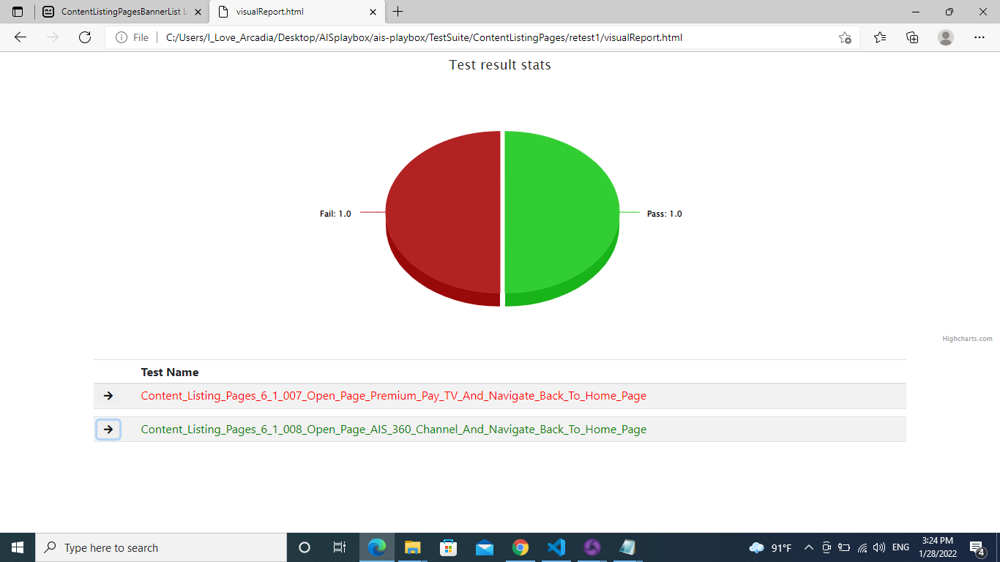 ContentListingPagesBannerList L
visualReport.html
File
C:/Users/I_Love_Arcadia/Desktop/AISplaybox/ais-playbox/TestSuite/ContentListingPages/retest1/visualReport.html
Test result stats
Fail: 1.0
Pass: 1.0
Highcharts.com
Test Name
Content_Listing_Pages_6_1_007_Open_Page_Premium_Pay_TV_And_Navigate_Back_To_Home_Page
Content_Listing_Pages_6_1_008_Open_Page_AIS_360_Channel_And_Navigate_Back_To_Home_Page
Type here to search
91°F
ENG
3:24 PM
1/28/2022
4